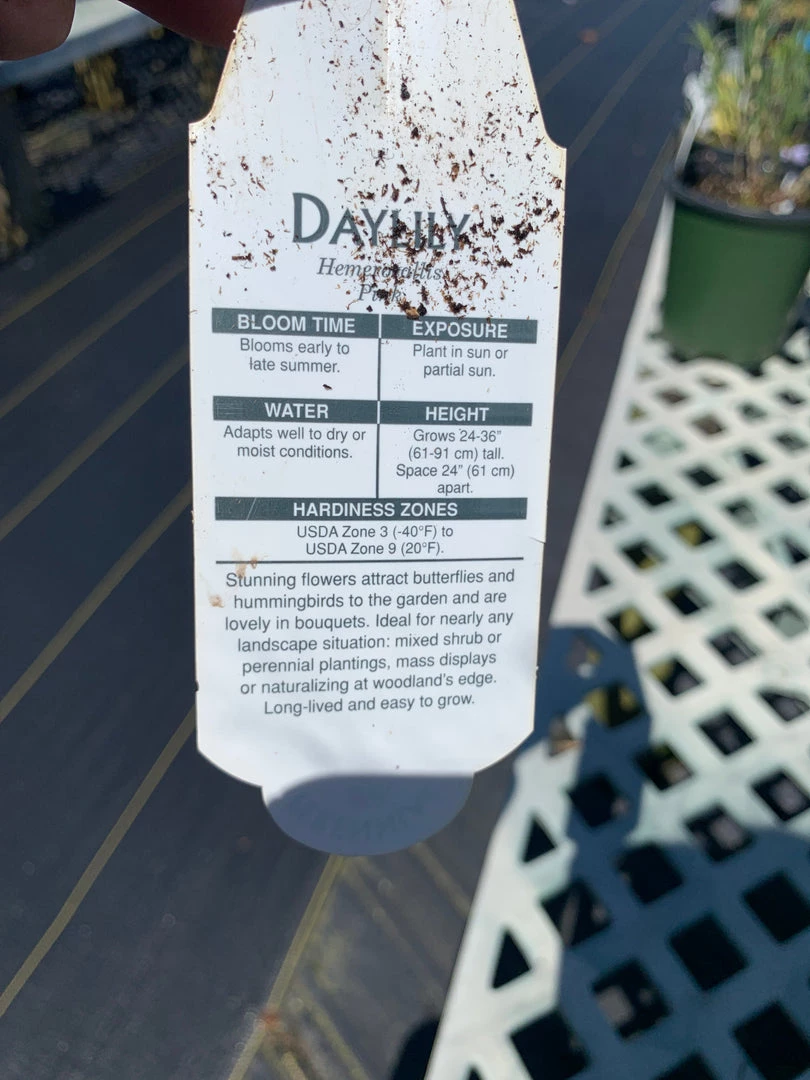 DAYLILY
Hemerocallis
Pink
BLOOM TIME
Blooms early to
late summer.
EXPOSURE
Plant in sun or
partial sun.
WATER
Adapts well to dry or
moist conditions.
HEIGHT
Grows 24-36"
(61-91 cm) tall.
Space 24" (61 cm)
apart.
HARDINESS ZONES
USDA Zone 3 (-40°F) to
USDA Zone 9 (20°F).
Stunning flowers attract butterflies and
hummingbirds to the garden and are
lovely in bouquets. Ideal for nearly any
landscape situation: mixed shrub or
perennial plantings, mass displays
or naturalizing at woodland's edge.
Long-lived and easy to grow.